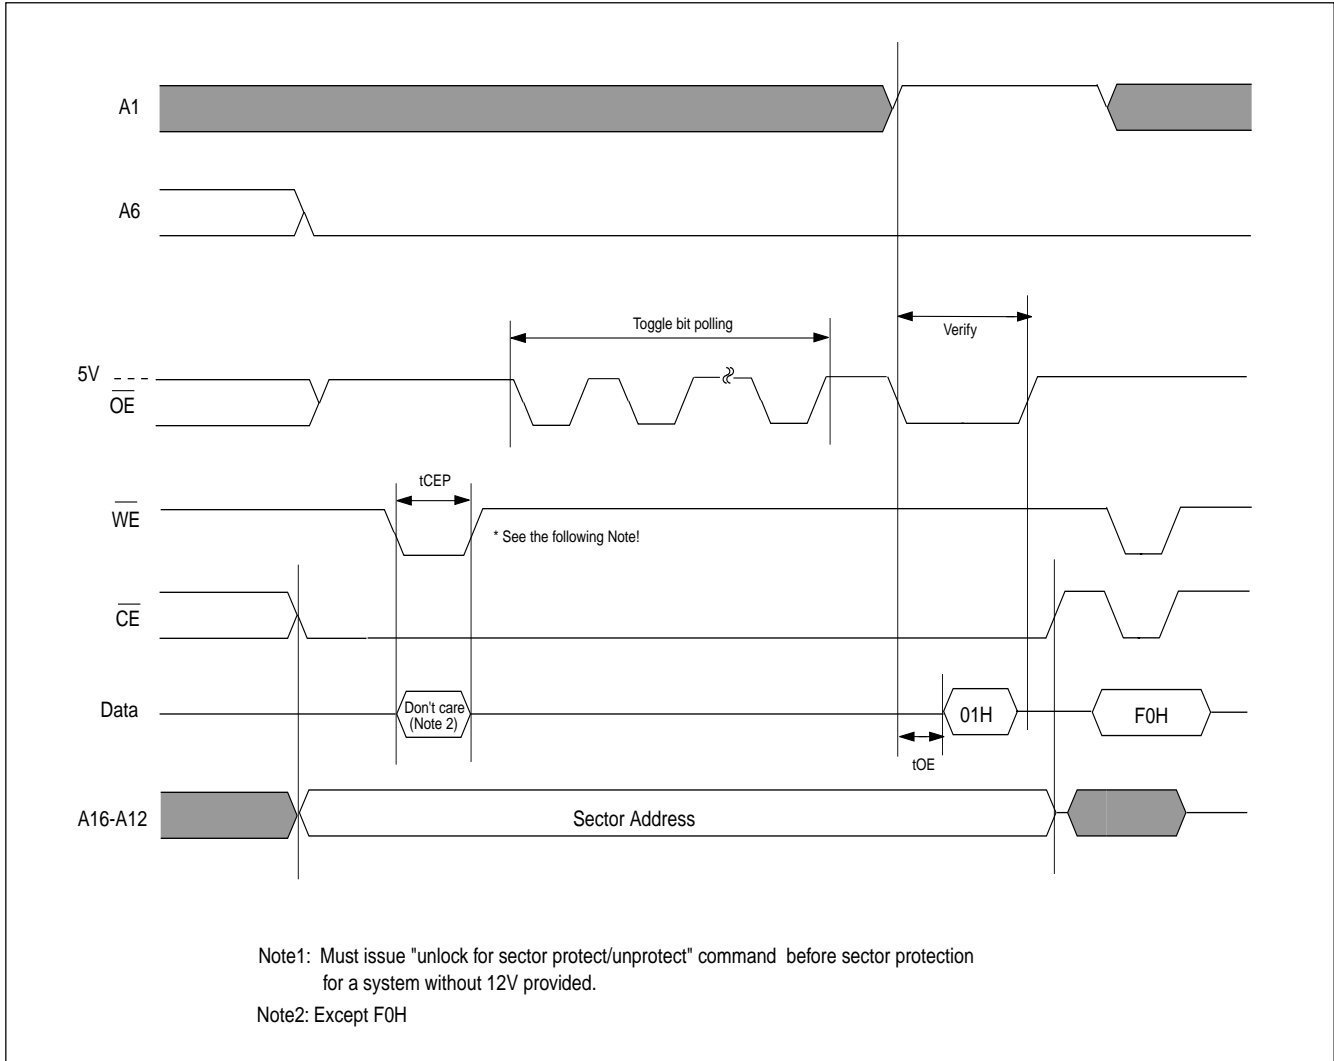 A1
A6
Toggle bit polling
Verify
5V
OE
tCEP
WE
* See the following Note!
CE
Data
Don't care
(Note 2)
01H
F0H
tOE
A16-A12
Sector Address
Note1: Must issue "unlock for sector protect/unprotect" command before sector protection
for a system without 12V provided.
Note2: Except F0H